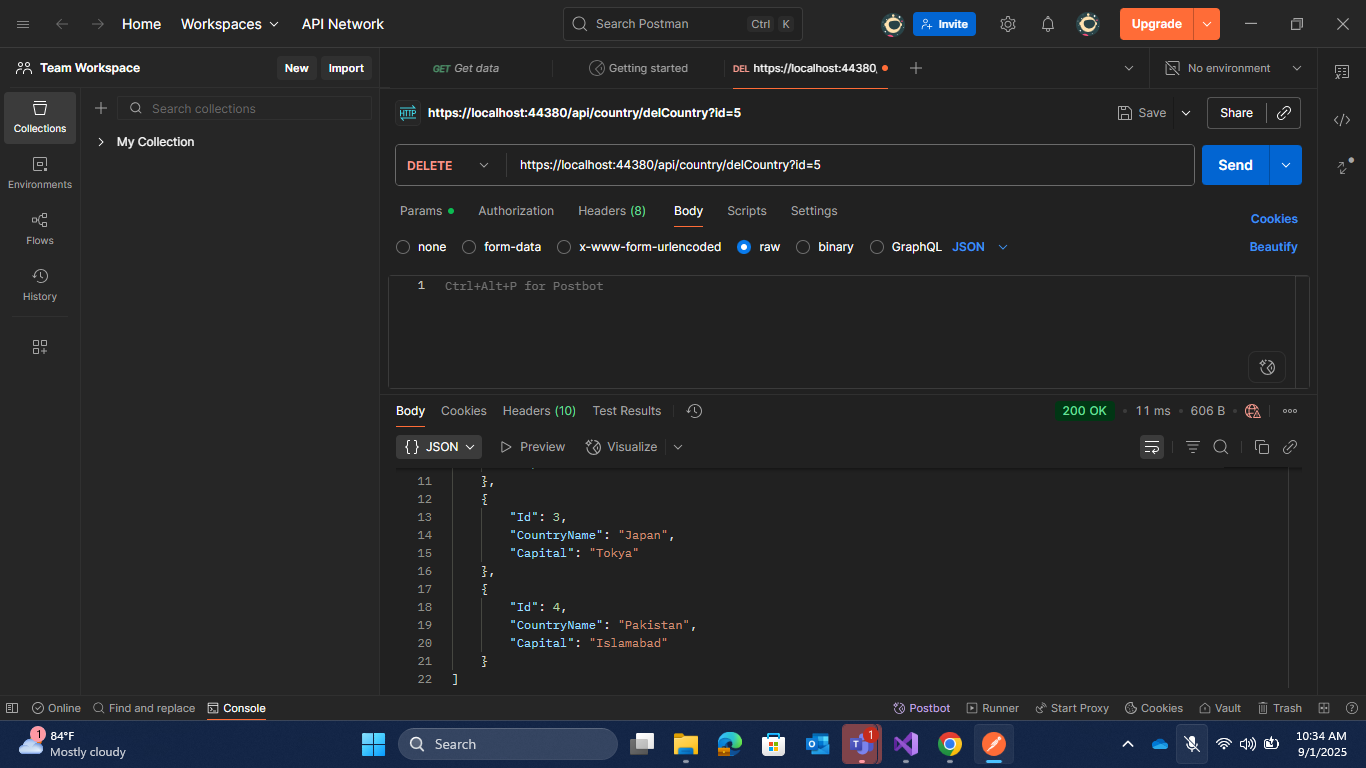 Home Workspaces API Network Search Postman Ctrl K Invite Upgrade
Team Workspace New Import GET Get data Getting started DEL https://localhost:44380, No environment
Search collections
My Collection
Collections
Environments
Flows
History
HTTP https://localhost:44380/api/country/delCountry?id=5 Save Share
DELETE https://localhost:44380/api/country/delCountry?id=5 Send
Params Authorization Headers (8) Body Scripts Settings Cookies
none form-data x-www-form-urlencoded raw binary GraphQL JSON Beautify
1 Ctrl+Alt+P for Postbot
Body Cookies Headers (10) Test Results 200 OK • 11 ms • 606 B •
{} JSON Preview Visualize
11 },
12 {
13 "Id": 3,
14 "CountryName": "Japan",
15 "Capital": "Tokya"
16 },
17 {
18 "Id": 4,
19 "CountryName": "Pakistan",
20 "Capital": "Islamabad"
21 }
22 ]
Online Find and replace Console Postbot Runner Start Proxy Cookies Vault Trash
1 84°F
Mostly cloudy
Search
1
10:34 AM
9/1/2025